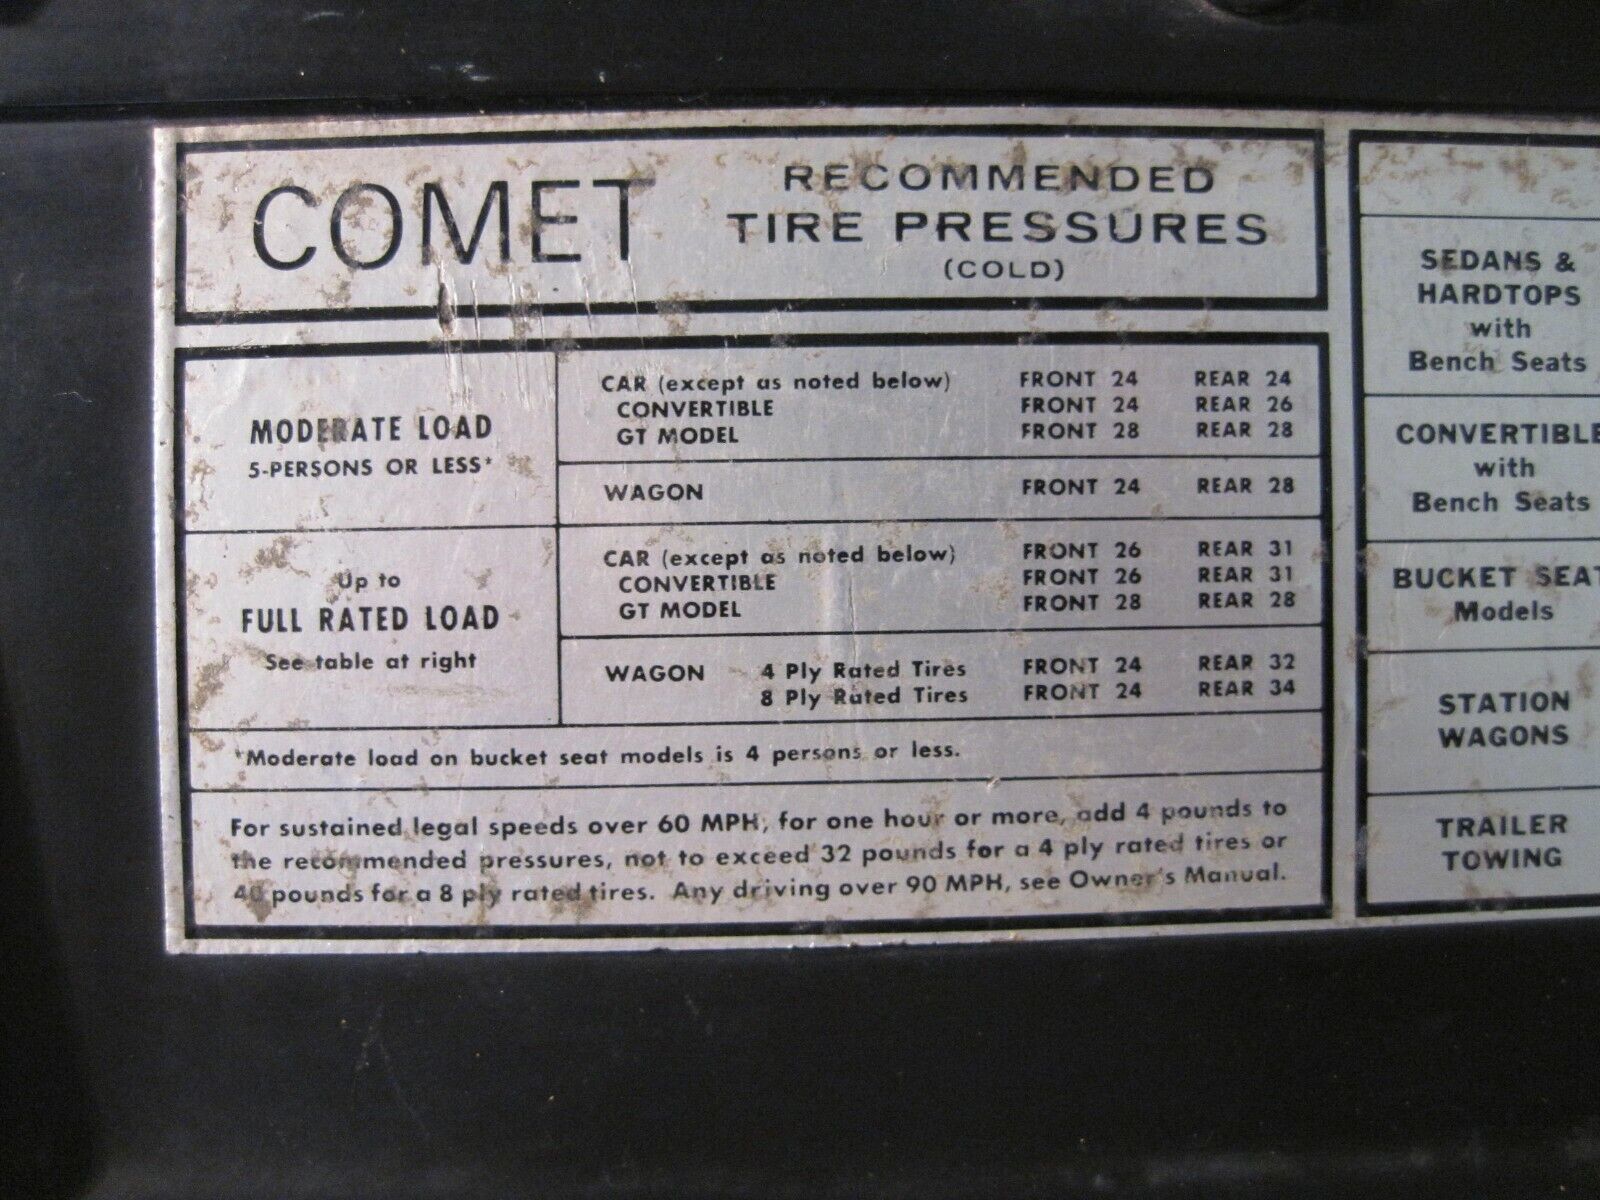 COMET
RECOMMENDED
TIRE PRESSURES
(COLD)
MODERATE LOAD
5-PERSONS OR LESS*
CAR (except as noted below) FRONT 24 REAR 24
CONVERTIBLE FRONT 24 REAR 26
GT MODEL FRONT 28 REAR 28
WAGON FRONT 24 REAR 28
Up to
FULL RATED LOAD
See table at right
CAR (except as noted below) FRONT 26 REAR 31
CONVERTIBLE FRONT 26 REAR 31
GT MODEL FRONT 28 REAR 28
WAGON 4 Ply Rated Tires FRONT 24 REAR 32
8 Ply Rated Tires FRONT 24 REAR 34
*Moderate load on bucket seat models is 4 persons or less.
For sustained legal speeds over 60 MPH, for one hour or more, add 4 pounds to
the recommended pressures, not to exceed 32 pounds for a 4 ply rated tires or
40 pounds for a 8 ply rated tires. Any driving over 90 MPH, see Owner's Manual.
SEDANS &
HARDTOPS
with
Bench Seats
CONVERTIBLE
with
Bench Seats
BUCKET SEAT
Models
STATION
WAGONS
TRAILER
TOWING